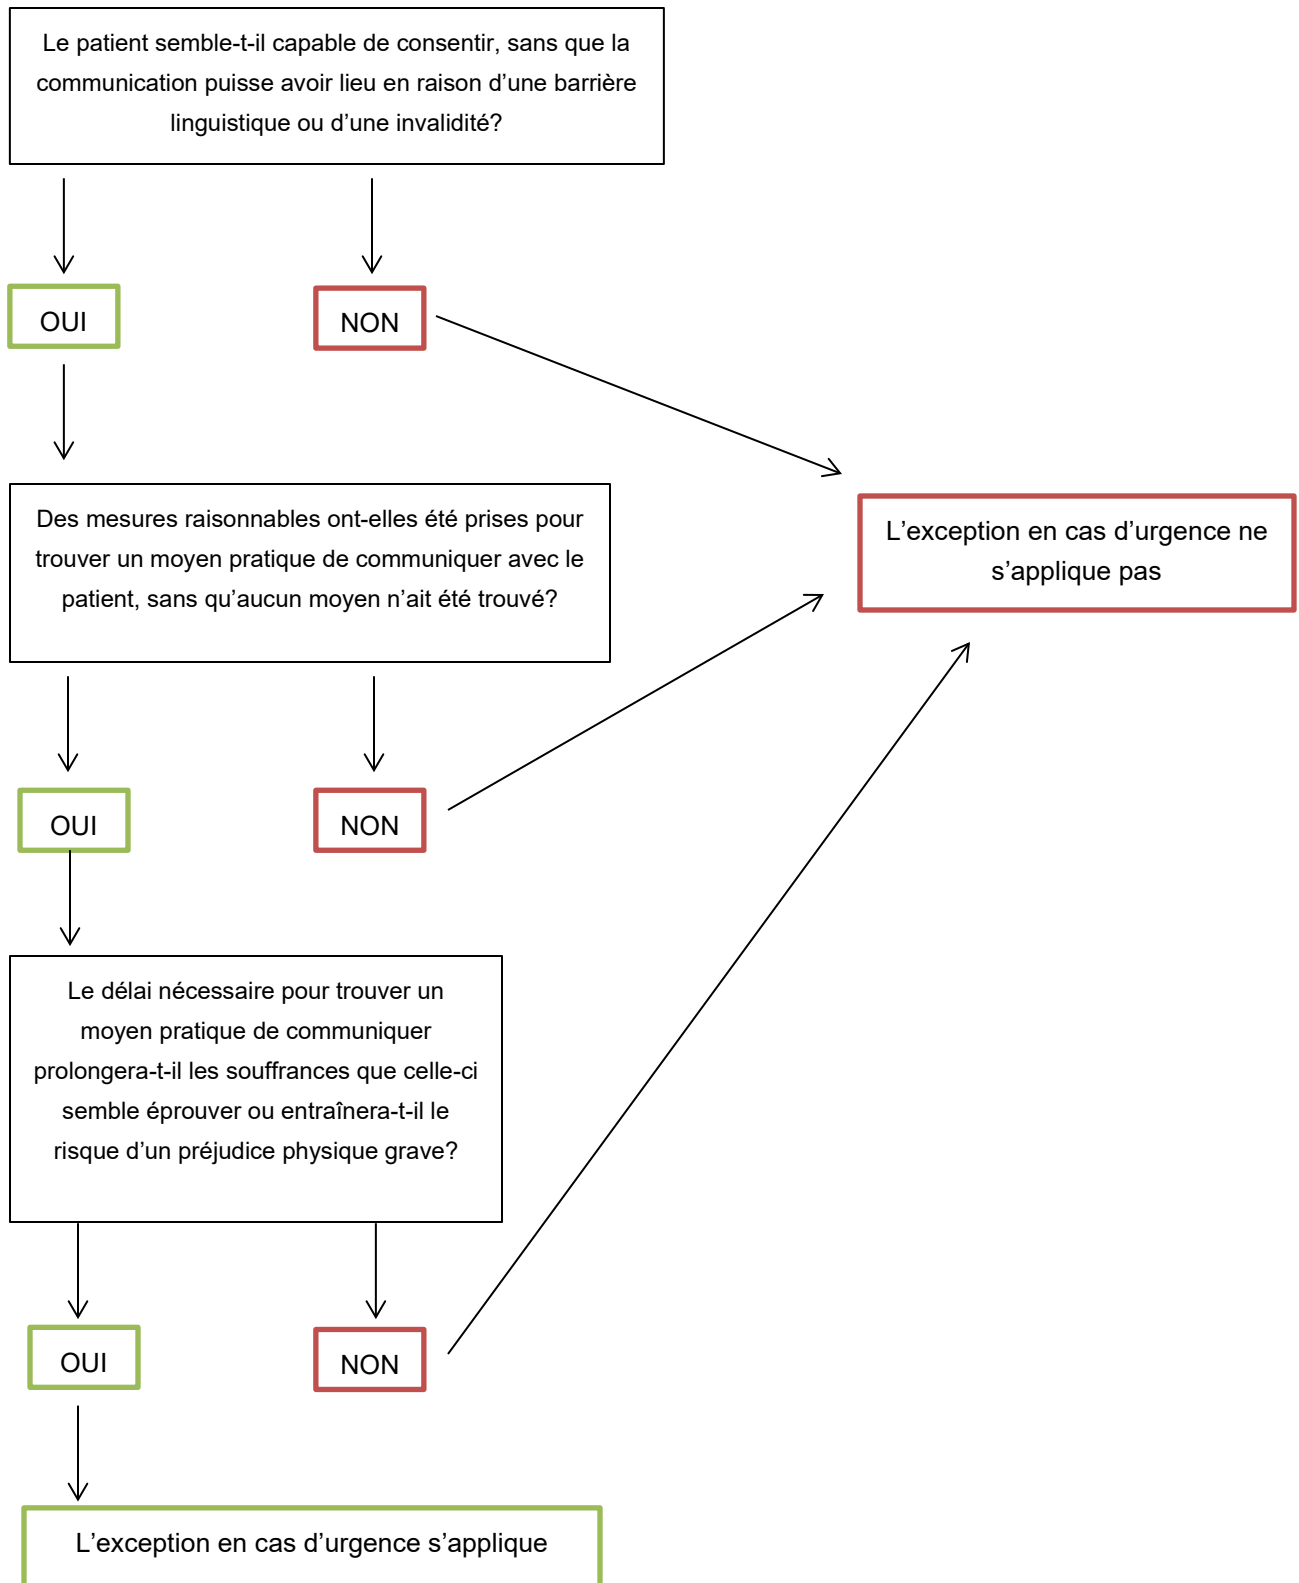 Le patient semble-t-il capable de consentir, sans que la
communication puisse avoir lieu en raison d’une barrière
linguistique ou d’une invalidité?
OUI
NON
Des mesures raisonnables ont-elles été prises pour
trouver un moyen pratique de communiquer avec le
patient, sans qu’aucun moyen n’ait été trouvé?
L’exception en cas d’urgence ne
s’applique pas
OUI
NON
Le délai nécessaire pour trouver un
moyen pratique de communiquer
prolongera-t-il les souffrances que celle-ci
semble éprouver ou entraînera-t-il le
risque d’un préjudice physique grave?
OUI
NON
L’exception en cas d’urgence s’applique